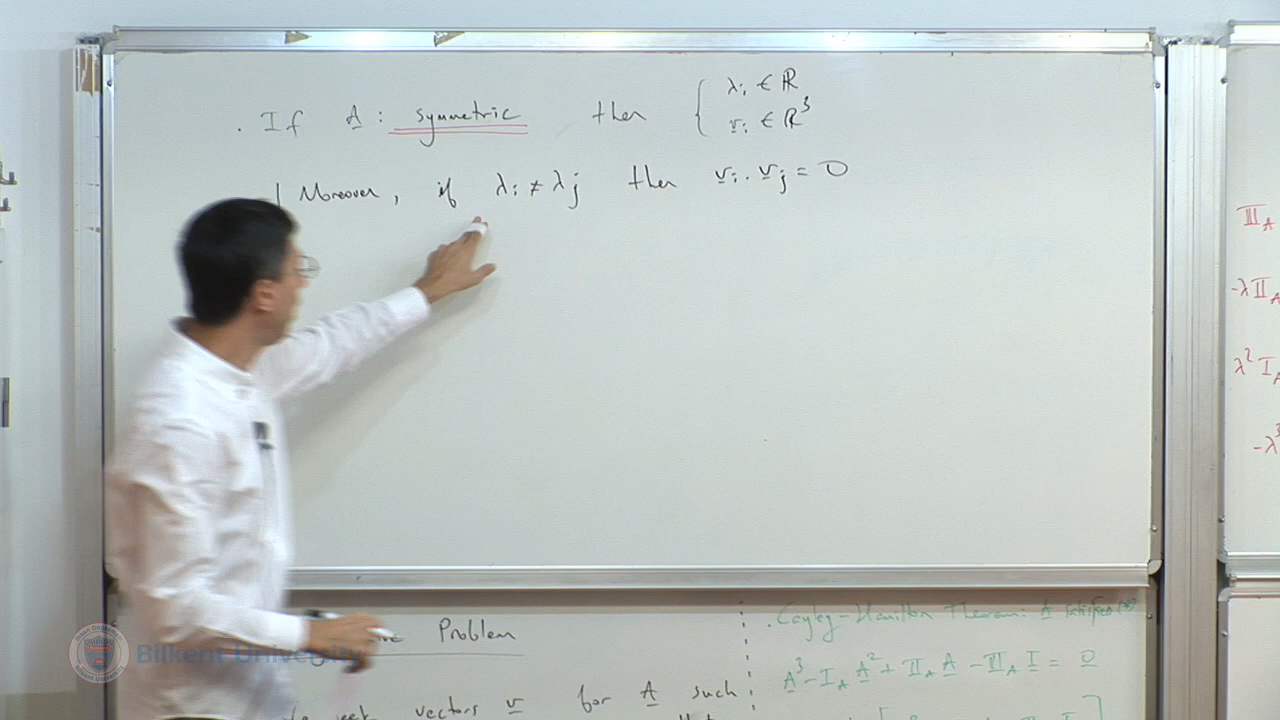 . If A : symmetric then { λi ∈ ℝ
vi ∈ ℝ³
Moreover, if λi ≠ λj then vi . vj = 0
III_A
-λII_A
λ² I_A
-λ³
Problem
vectors v for A such
. Cayley-Hamilton Theorem: A satisfies (*)
A³ - I_A A² + II_A A - III_A I = 0
Bilkent University